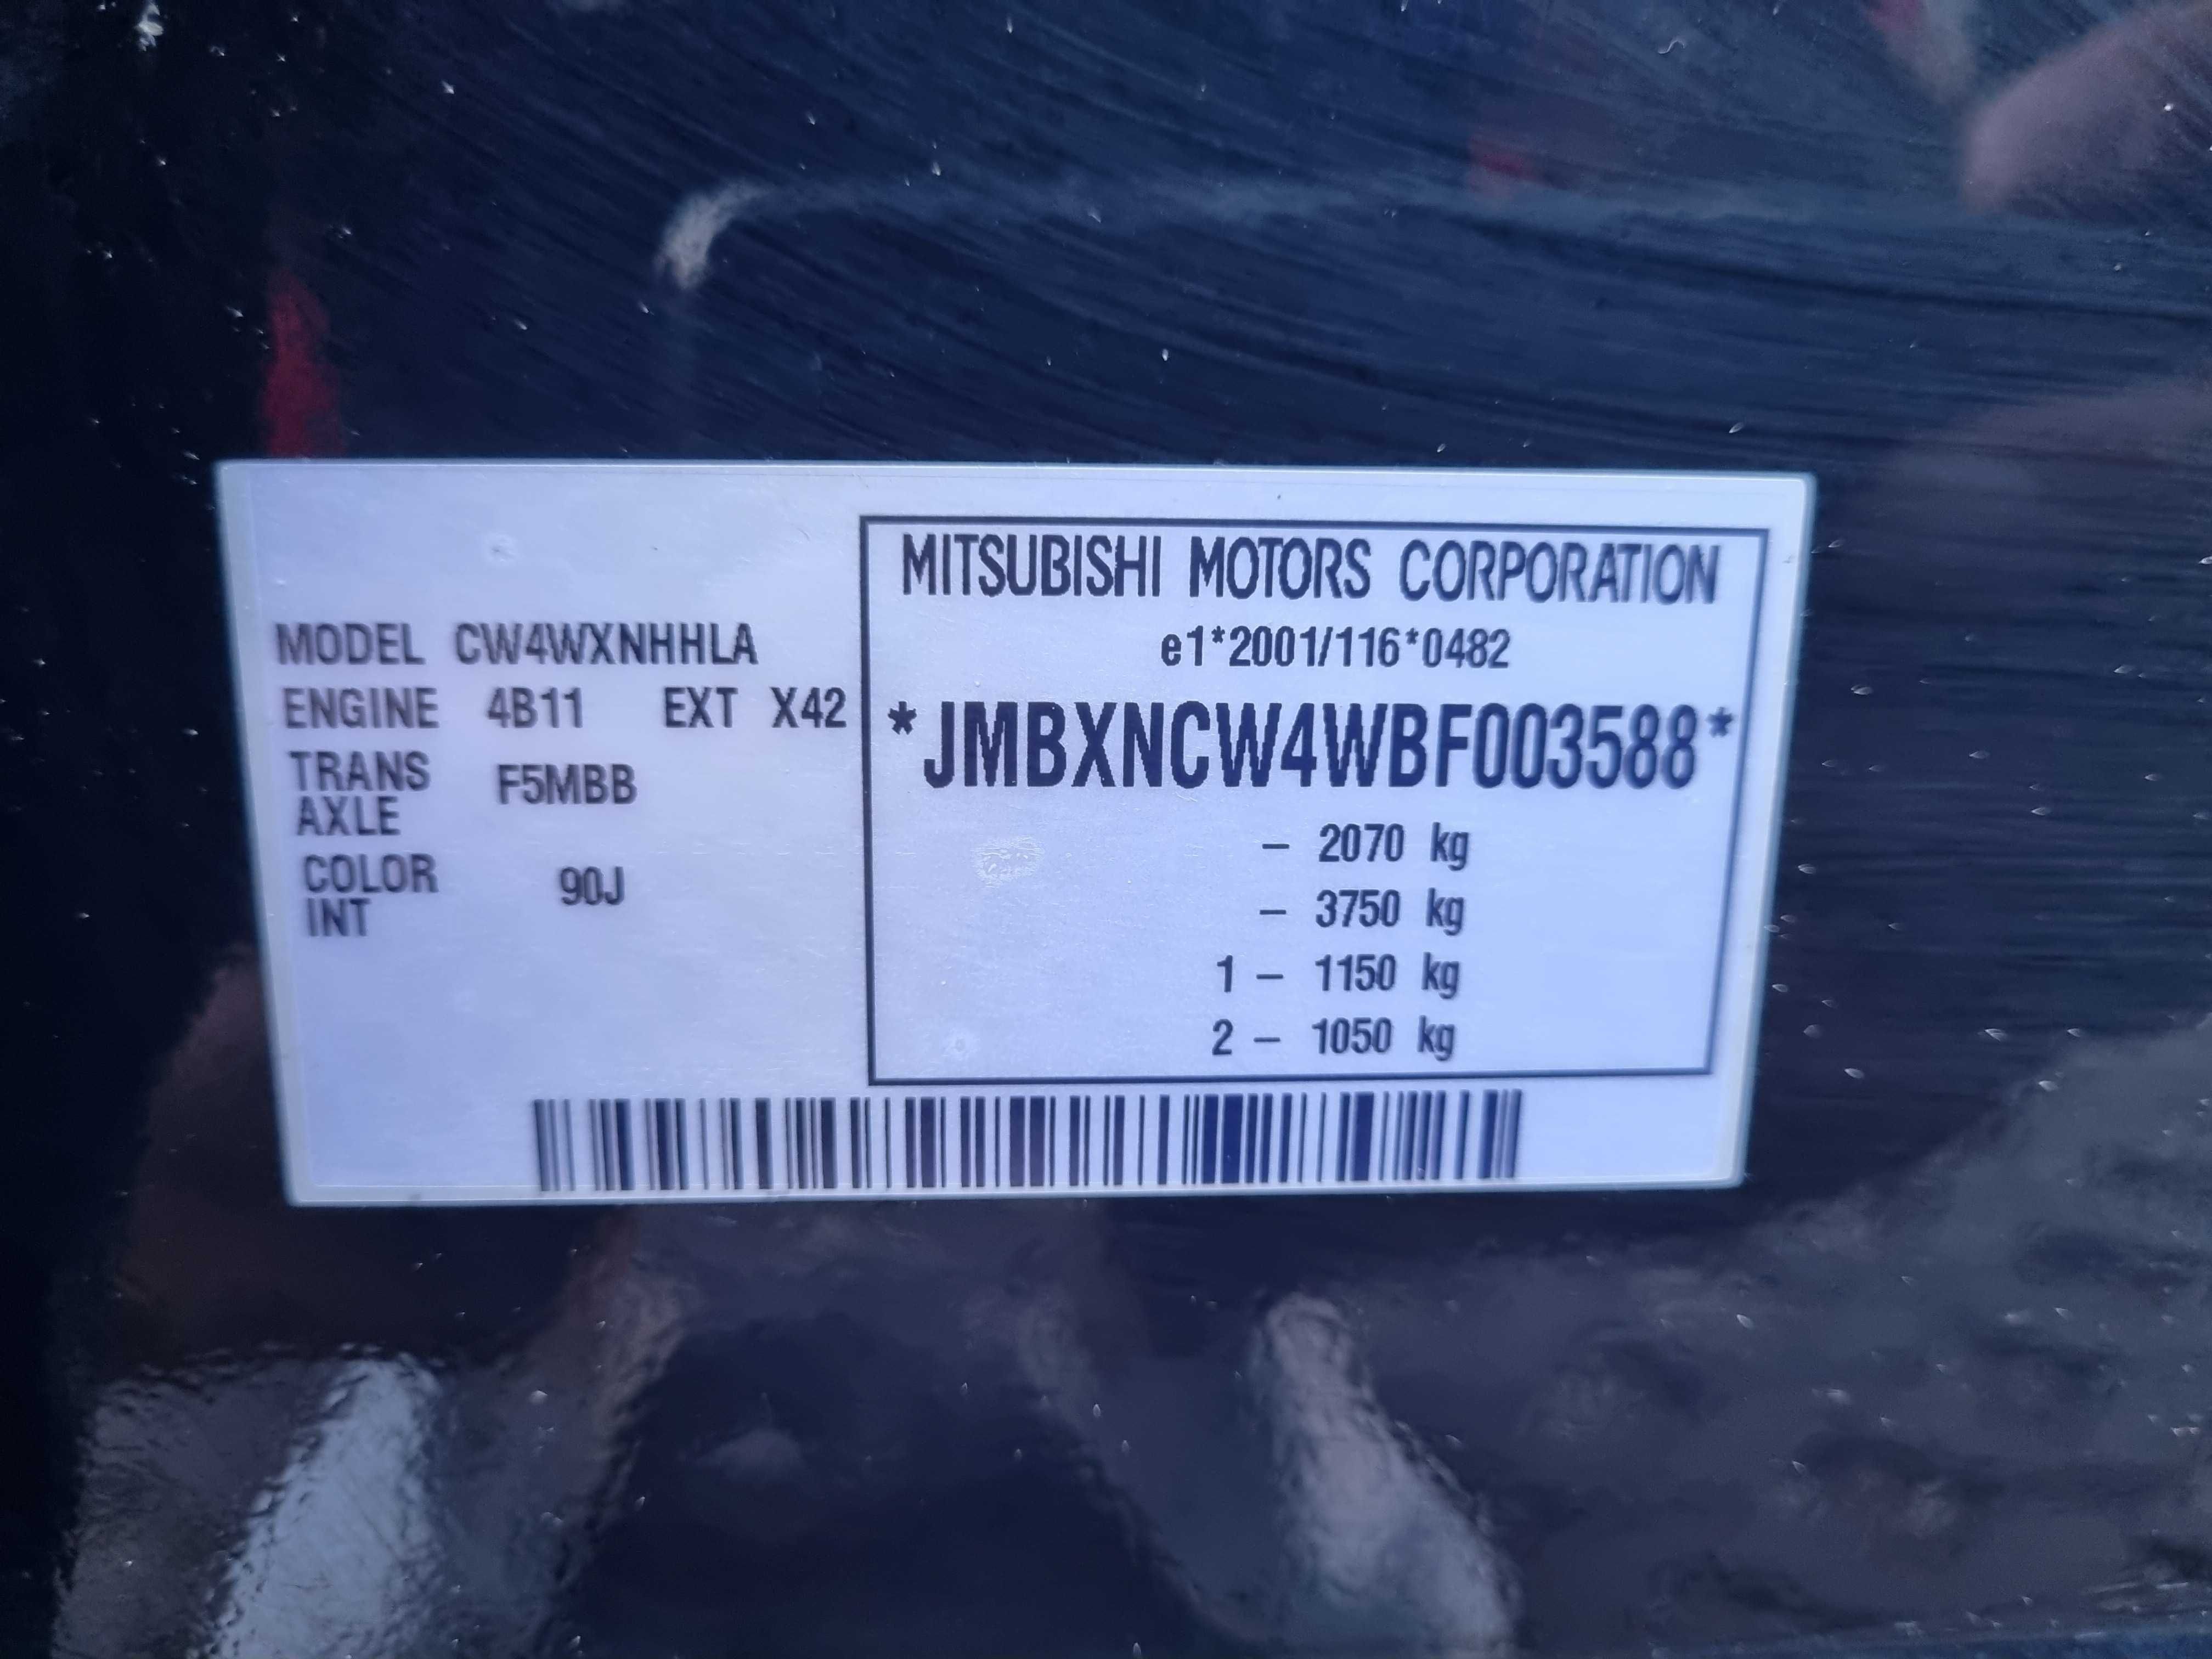 MODEL CW4WXNHHLA
ENGINE 4B11 EXT X42
TRANS AXLE F5MBB
COLOR INT 90J
MITSUBISHI MOTORS CORPORATION
e1*2001/116*0482
*JMBXNCW4WBF003588*
– 2070 kg
– 3750 kg
1 – 1150 kg
2 – 1050 kg